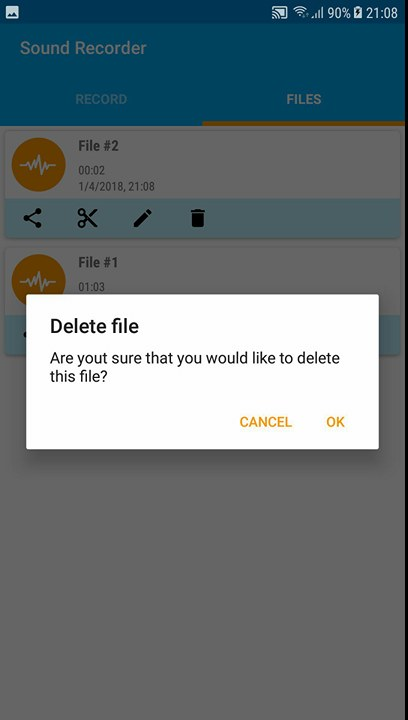 90% 21:08
Sound Recorder
RECORD FILES
File #2
00:02
1/4/2018, 21:08
File #1
01:03
Delete file
Are yout sure that you would like to delete
this file?
CANCEL OK